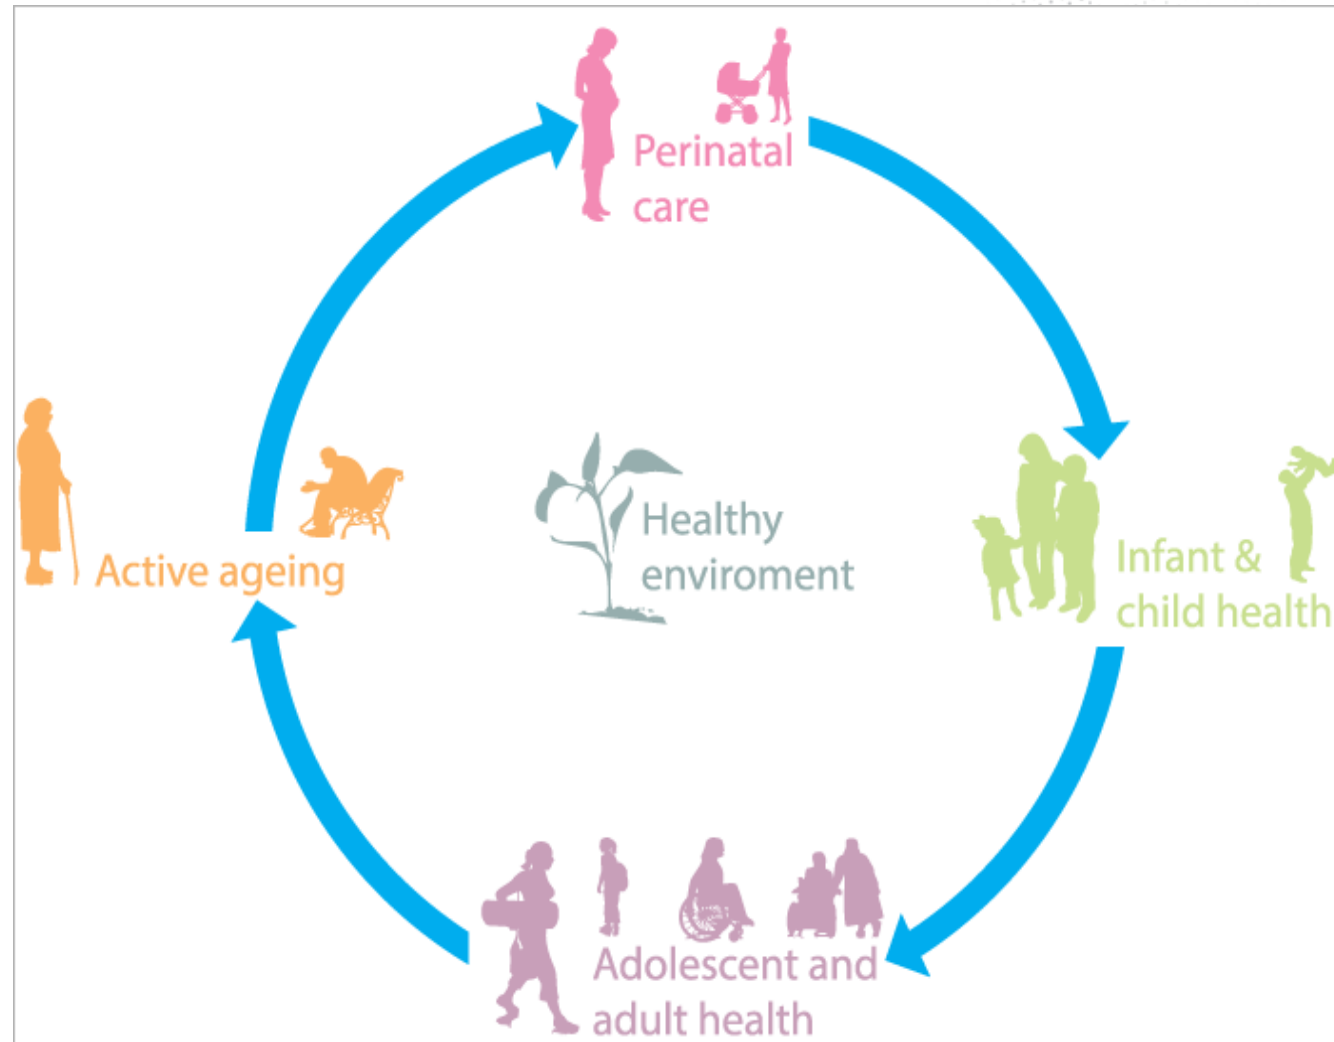 Perinatal
care
Healthy
enviroment
Infant &
child health
Active ageing
Adolescent and
adult health